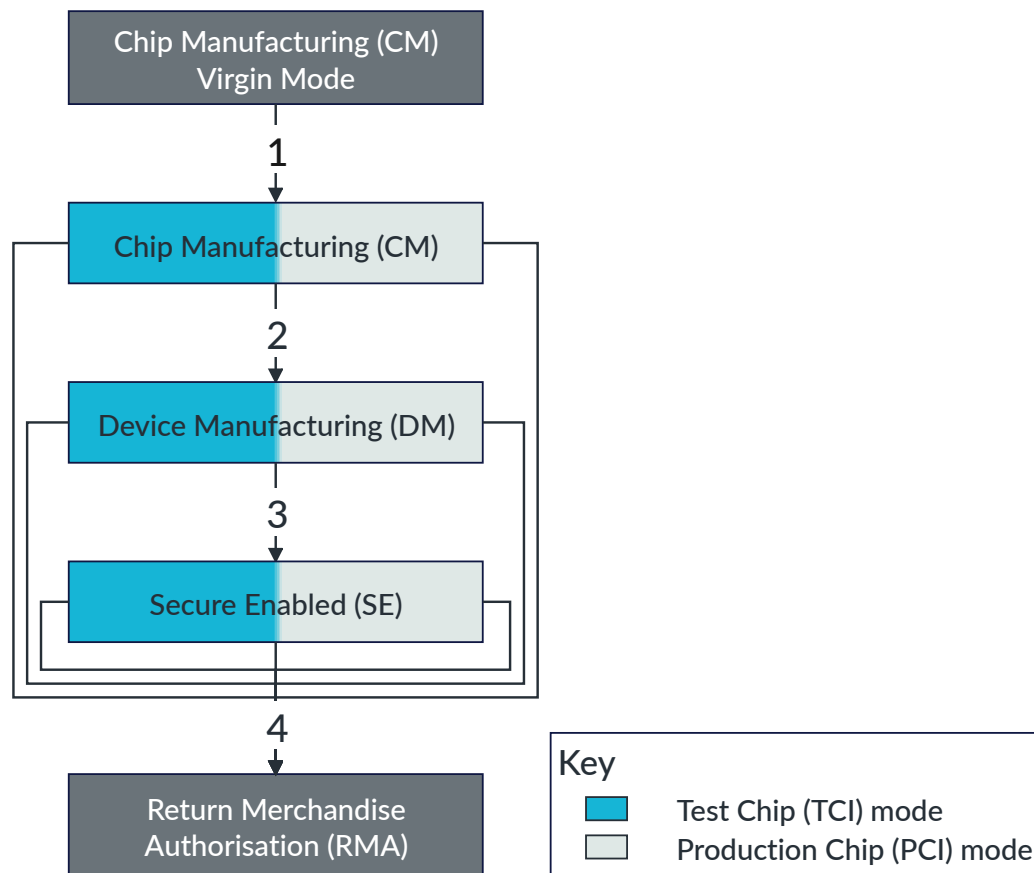 Chip Manufacturing (CM)
Virgin Mode
1
Chip Manufacturing (CM)
2
Device Manufacturing (DM)
3
Secure Enabled (SE)
4
Return Merchandise
Authorisation (RMA)
Key
Test Chip (TCI) mode
Production Chip (PCI) mode